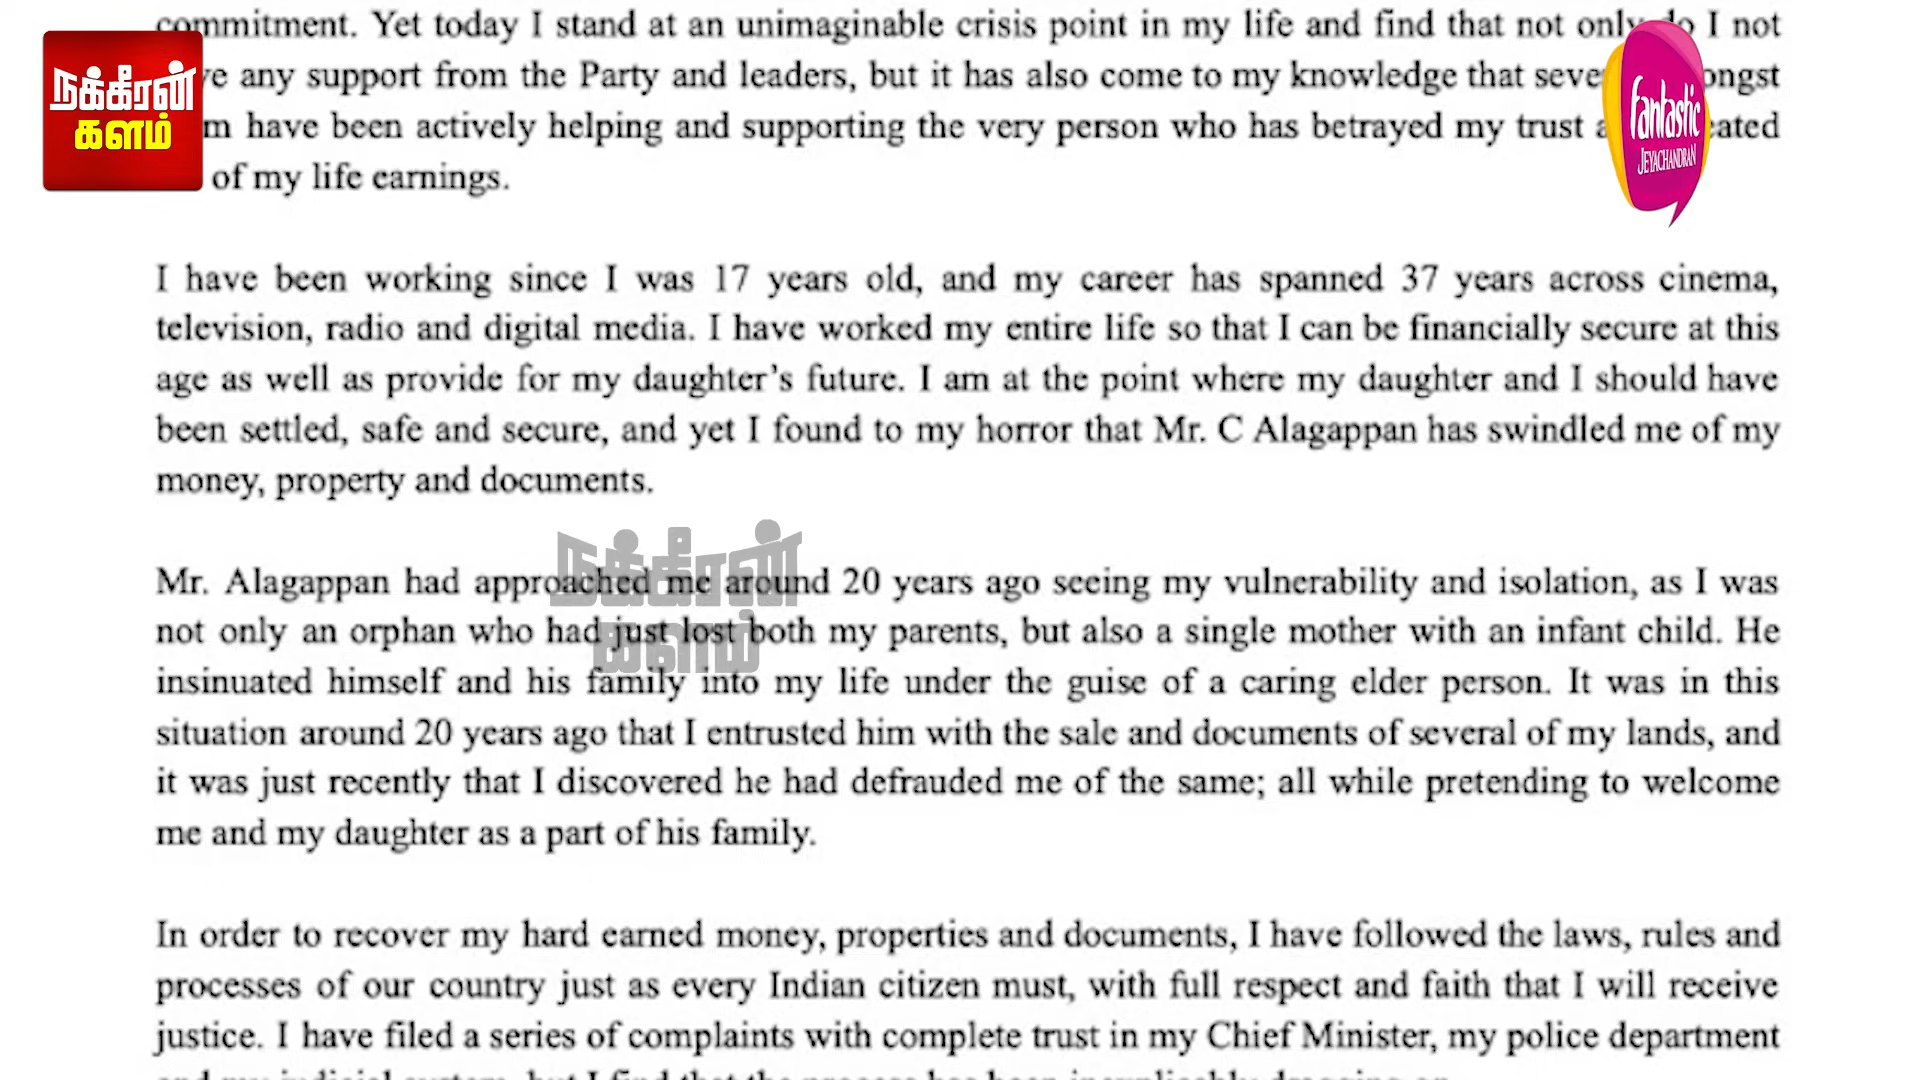 commitment. Yet today I stand at an unimaginable crisis point in my life and find that not only do I not
any support from the Party and leaders, but it has also come to my knowledge that
have been actively helping and supporting the very person who has betrayed my trust
of my life earnings.
I have been working since I was 17 years old, and my career has spanned 37 years across cinema,
television, radio and digital media. I have worked my entire life so that I can be financially secure at this
age as well as provide for my daughter’s future. I am at the point where my daughter and I should have
been settled, safe and secure, and yet I found to my horror that Mr. C Alagappan has swindled me of my
money, property and documents.
Mr. Alagappan had approached me around 20 years ago seeing my vulnerability and isolation, as I was
not only an orphan who had just lost both my parents, but also a single mother with an infant child. He
insinuated himself and his family into my life under the guise of a caring elder person. It was in this
situation around 20 years ago that I entrusted him with the sale and documents of several of my lands, and
it was just recently that I discovered he had defrauded me of the same; all while pretending to welcome
me and my daughter as a part of his family.
In order to recover my hard earned money, properties and documents, I have followed the laws, rules and
processes of our country just as every Indian citizen must, with full respect and faith that I will receive
justice. I have filed a series of complaints with complete trust in my Chief Minister, my police department
நக்கீரன்
களம்
fantastic
JEYACHANDRAN
நக்கீரன்
களம்